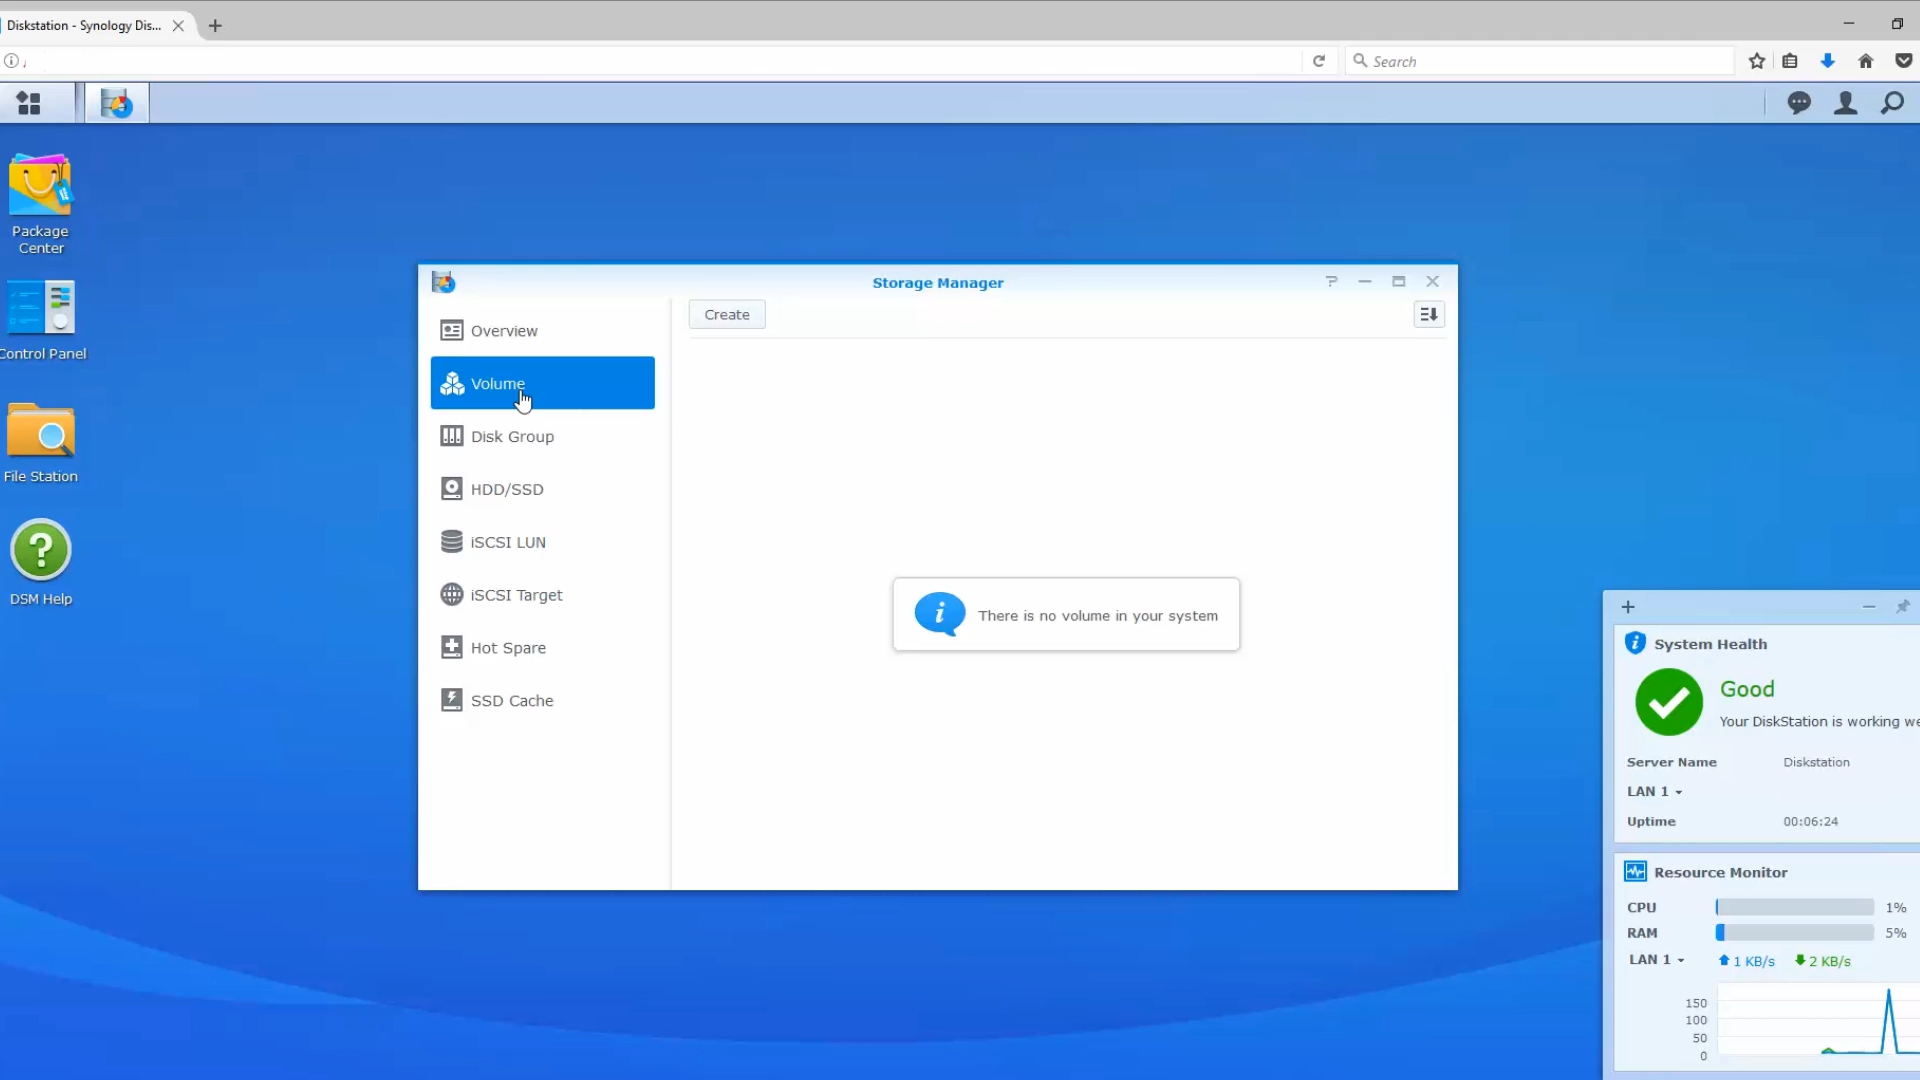 Diskstation - Synology Dis...
Search
Package
Center
Control Panel
File Station
DSM Help
Storage Manager
Overview
Volume
Disk Group
HDD/SSD
iSCSI LUN
iSCSI Target
Hot Spare
SSD Cache
Create
There is no volume in your system
System Health
Good
Your DiskStation is working we
Server Name Diskstation
LAN 1
Uptime 00:06:24
Resource Monitor
CPU 1%
RAM 5%
LAN 1 1 KB/s 2 KB/s
150
100
50
0